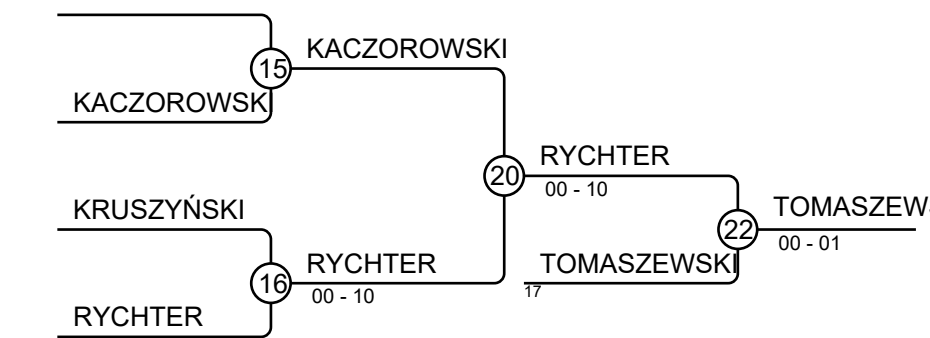 KACZOROWSKI
15
KACZOROWSK
RYCHTER
20
00 - 10
KRUSZYŃSKI
TOMASZEW
22
00 - 01
RYCHTER
TOMASZEWSKI
16
17
00 - 10
RYCHTER